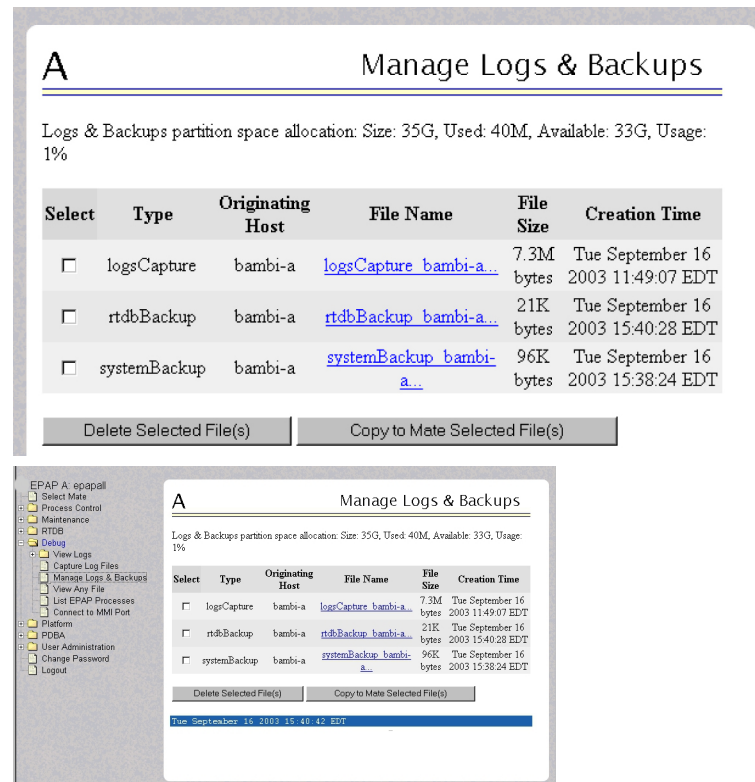 A
Manage Logs & Backups
Logs & Backups partition space allocation: Size: 35G, Used: 40M, Available: 33G, Usage:
1%
Select Type Originating Host File Name File Size Creation Time
logsCapture bambi-a logsCapture_bambi-a... 7.3M bytes Tue September 16 2003 11:49:07 EDT
rtdbBackup bambi-a rtdbBackup_bambi-a... 21K bytes Tue September 16 2003 15:40:28 EDT
systemBackup bambi-a systemBackup_bambi-a... 96K bytes Tue September 16 2003 15:38:24 EDT
Delete Selected File(s) Copy to Mate Selected File(s)
EPAP A: epapall
Select Mate
Process Control
Maintenance
RTDB
Debug
View Logs
Capture Log Files
Manage Logs & Backups
View Any File
List EPAP Processes
Connect to MMI Port
Platform
PDBA
User Administration
Change Password
Logout
A
Manage Logs & Backups
Logs & Backups partition space allocation: Size: 35G, Used: 40M, Available: 33G, Usage:
1%
Select Type Originating Host File Name File Size Creation Time
logsCapture bambi-a logsCapture_bambi-a... 7.3M bytes Tue September 16 2003 11:49:07 EDT
rtdbBackup bambi-a rtdbBackup_bambi-a... 21K bytes Tue September 16 2003 15:40:28 EDT
systemBackup bambi-a systemBackup_bambi-a... 96K bytes Tue September 16 2003 15:38:24 EDT
Delete Selected File(s) Copy to Mate Selected File(s)
Tue September 16 2003 15:40:42 EDT